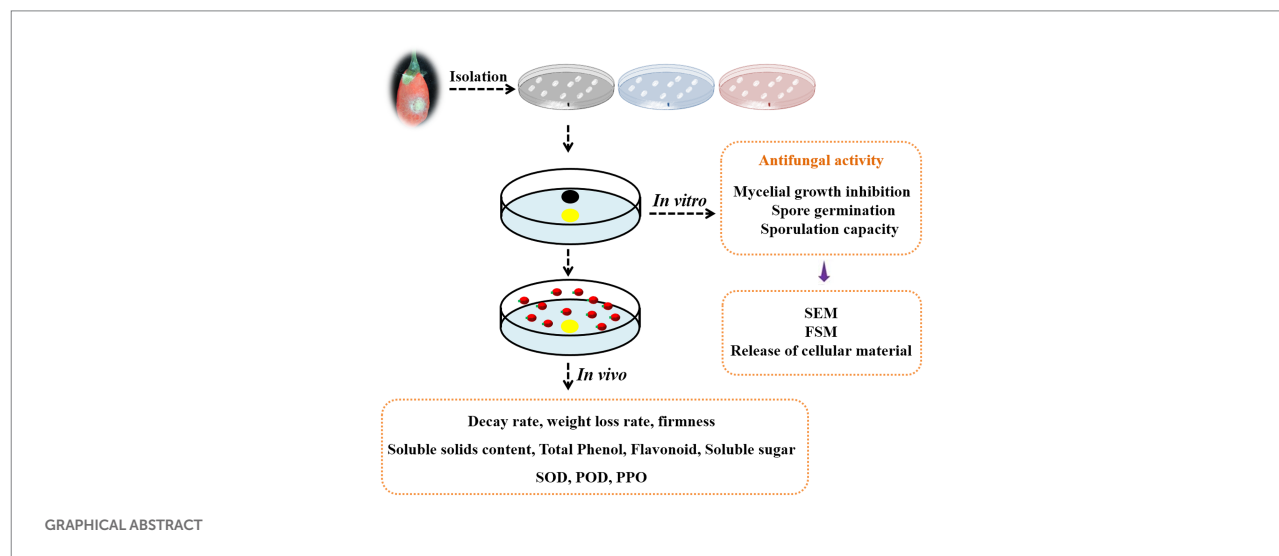 Isolation
In vitro
Antifungal activity
Mycelial growth inhibition
Spore germination
Sporulation capacity
SEM
FSM
Release of cellular material
In vivo
Decay rate, weight loss rate, firmness
Soluble solids content, Total Phenol, Flavonoid, Soluble sugar
SOD, POD, PPO
GRAPHICAL ABSTRACT